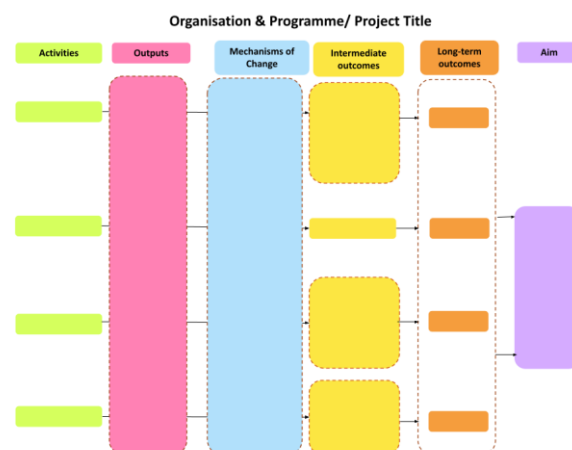 Organisation & Programme/ Project Title
Activities
Outputs
Mechanisms of
Change
Intermediate
outcomes
Long-term
outcomes
Aim